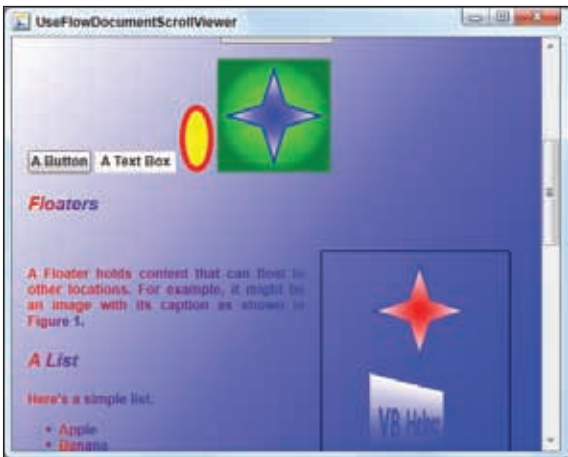 UseFlowDocumentScrollViewer
A Button A Text Box
Floaters
A Floater holds content that can float to
other locations. For example, it might be
an image with its caption as shown in
Figure 1.
A List
Here's a simple list.
• Apple
• Banana
VB Helper